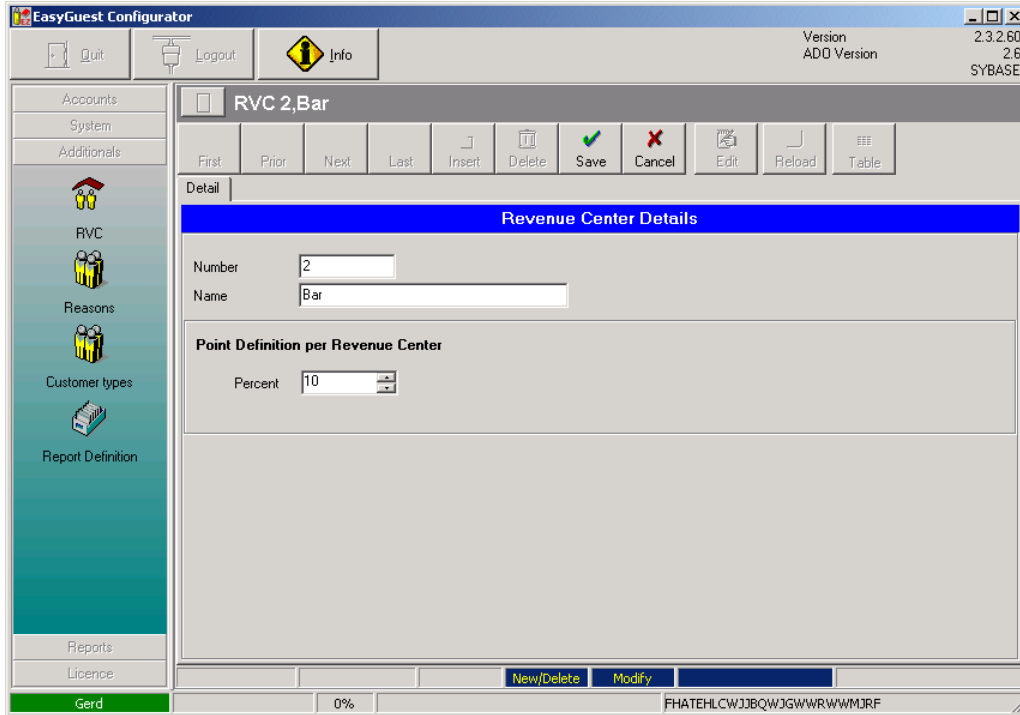 EasyGuest Configurator
Quit Logout Info
Version 2.3.2.60
ADO Version 2.6
SYBASE
Accounts
System
Additionals
RVC
Reasons
Customer types
Report Definition
Reports
Licence
Gerd
RVC 2,Bar
First Prior Next Last Insert Delete Save Cancel Edit Reload Table
Detail
Revenue Center Details
Number 2
Name Bar
Point Definition per Revenue Center
Percent 10
New/Delete Modify
0% FHATEHLCWJJBQWJGWWRWWMJRF